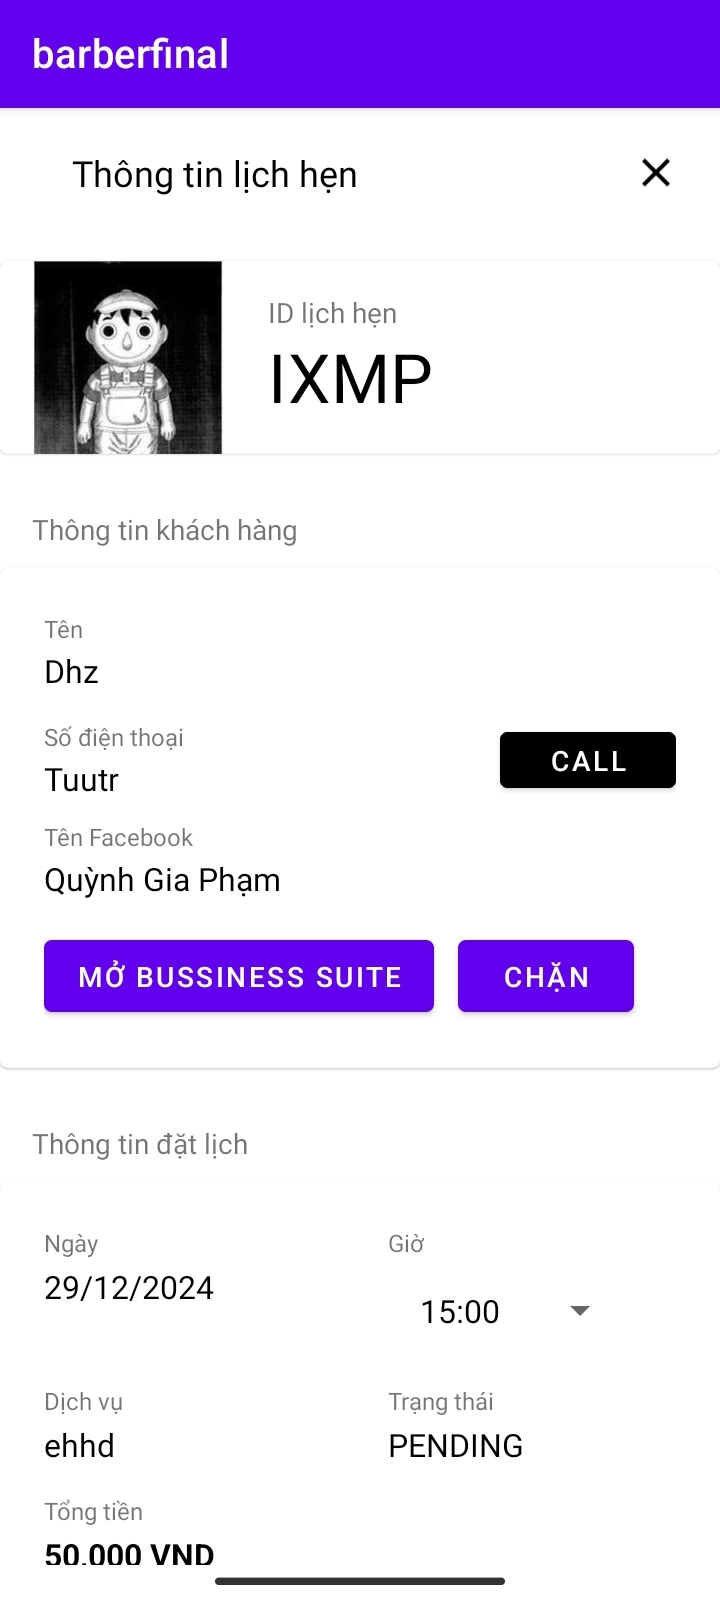 barberfinal
Thông tin lịch hẹn
ID lịch hẹn
IXMP
Thông tin khách hàng
Tên
Dhz
Số điện thoại
Tuutr
CALL
Tên Facebook
Quỳnh Gia Phạm
MỞ BUSSINESS SUITE
CHẶN
Thông tin đặt lịch
Ngày
Giờ
29/12/2024
15:00
Dịch vụ
Trạng thái
ehhd
PENDING
Tổng tiền
50.000 VND